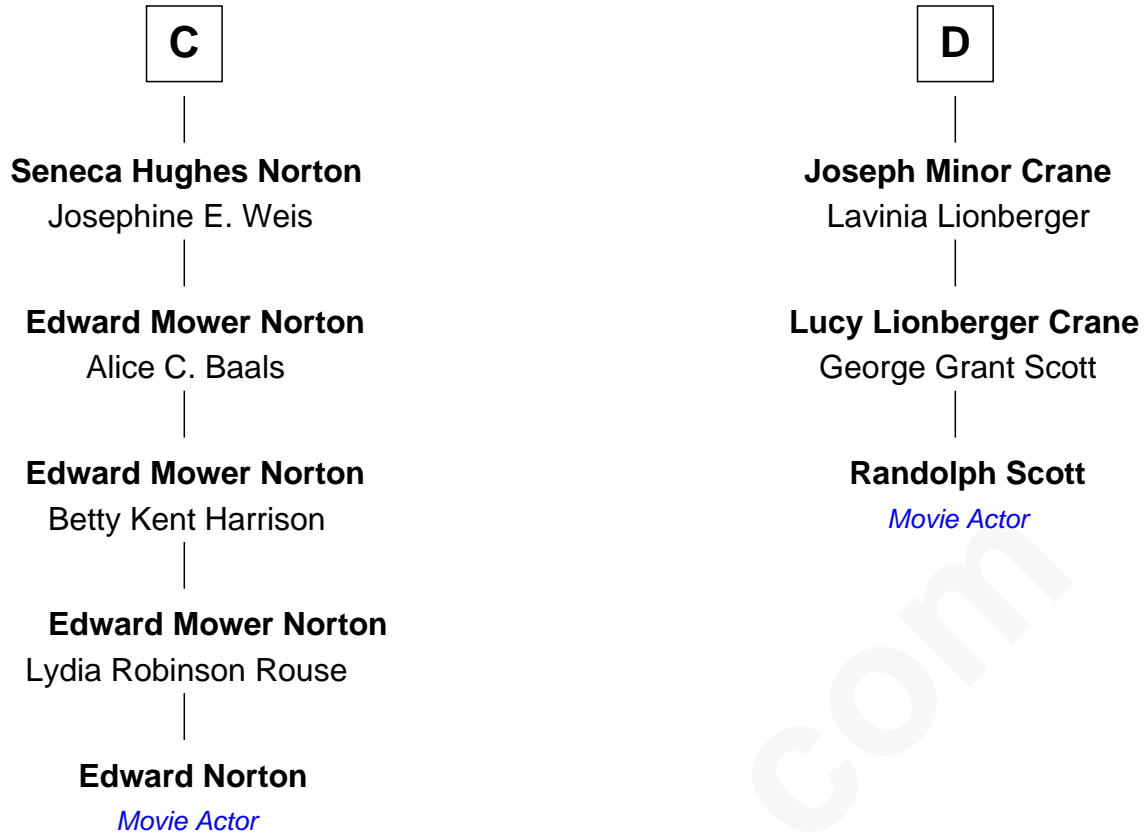 C
Seneca Hughes Norton
Josephine E. Weis
Edward Mower Norton
Alice C. Baals
Edward Mower Norton
Betty Kent Harrison
Edward Mower Norton
Lydia Robinson Rouse
Edward Norton
Movie Actor
D
Joseph Minor Crane
Lavinia Lionberger
Lucy Lionberger Crane
George Grant Scott
Randolph Scott
Movie Actor
com